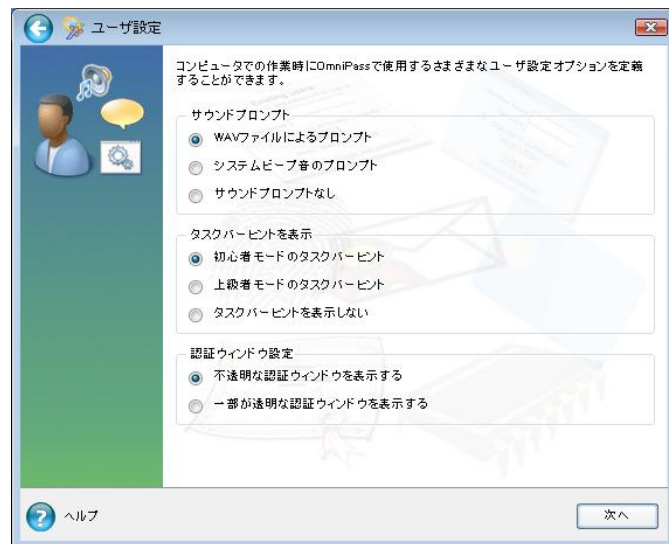 ユーザ設定
コンピュータでの作業時にOmniPassで使用するさまざまなユーザ設定オプションを定義
することができます。
サウンドプロンプト
WAVファイルによるプロンプト
システムビープ音のプロンプト
サウンドプロンプトなし
タスクバーヒントを表示
初心者モードのタスクバーヒント
上級者モードのタスクバーヒント
タスクバーヒントを表示しない
認証ウィンドウ設定
不透明な認証ウィンドウを表示する
一部が透明な認証ウィンドウを表示する
ヘルプ
次へ